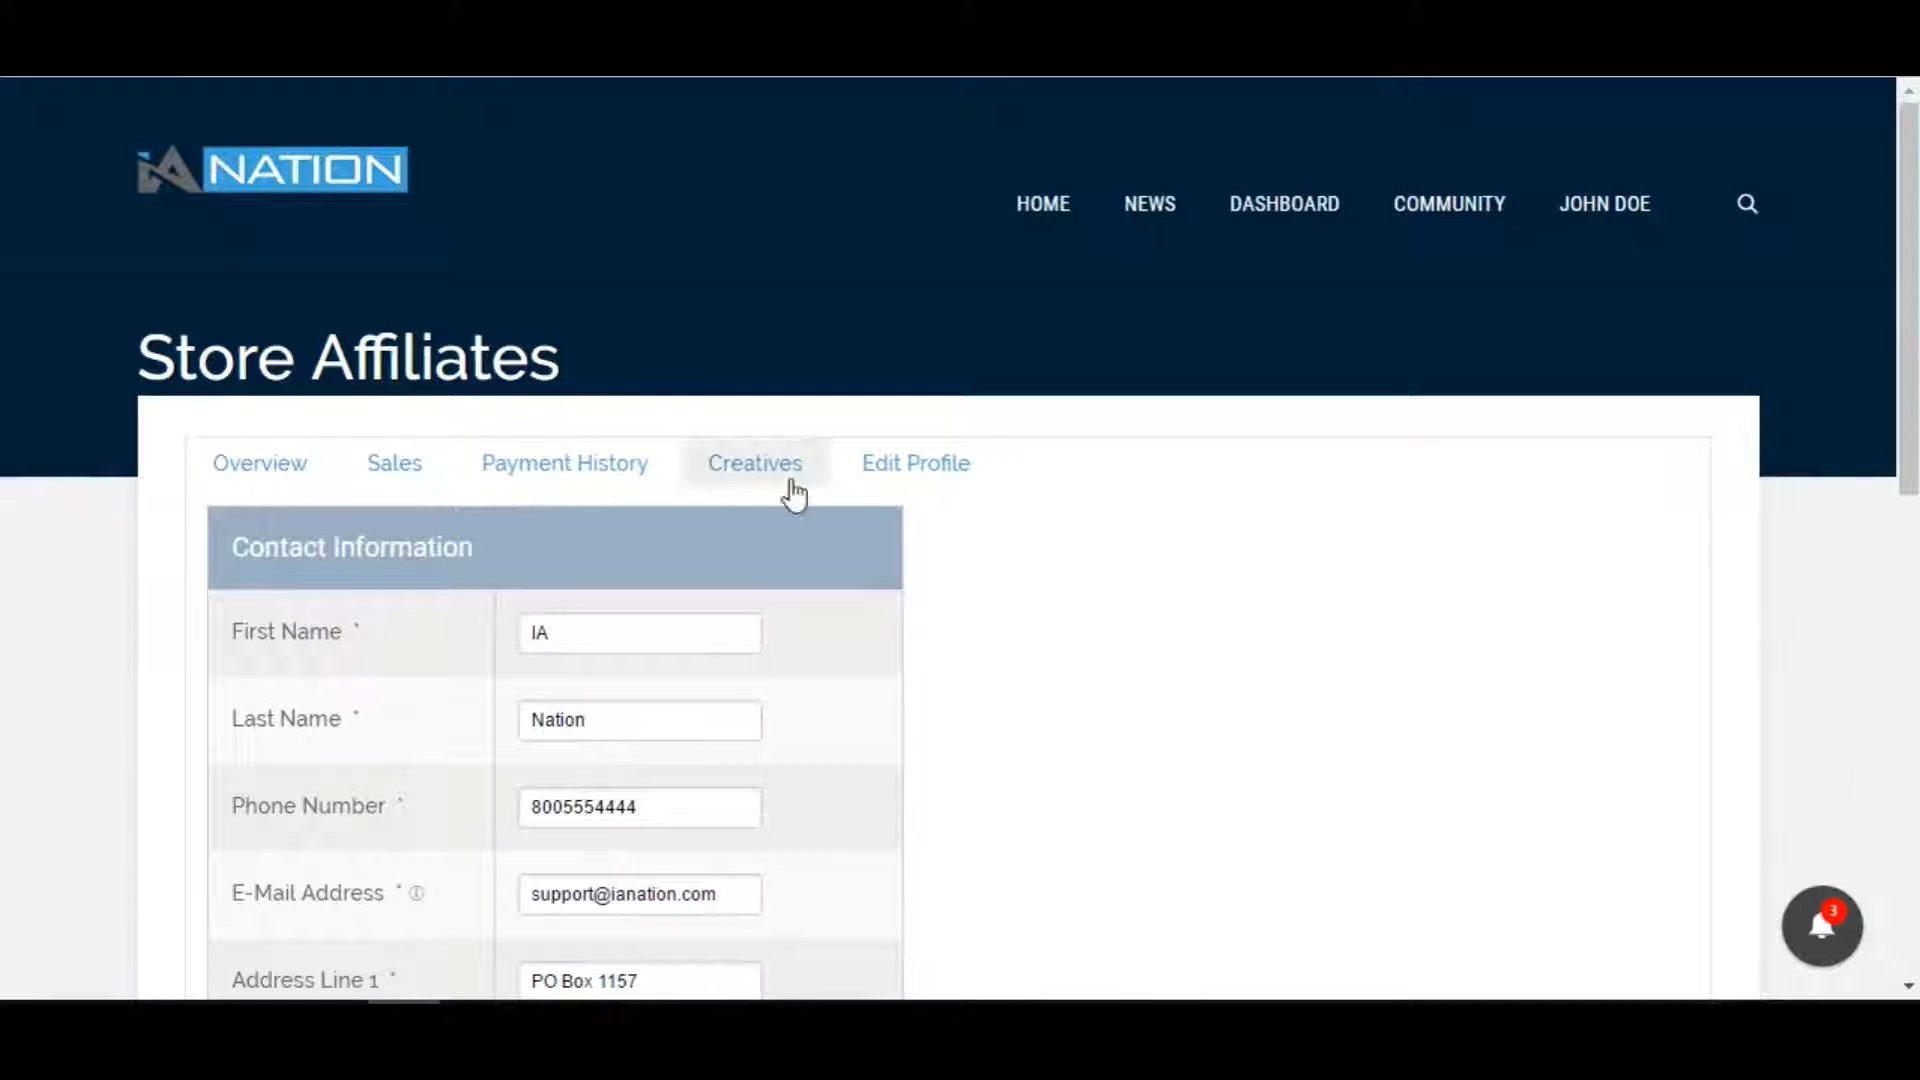 iA NATION
HOME NEWS DASHBOARD COMMUNITY JOHN DOE
Store Affiliates
Overview Sales Payment History Creatives Edit Profile
Contact Information
First Name * IA
Last Name * Nation
Phone Number * 8005554444
E-Mail Address * support@ianation.com
3
Address Line 1 * PO Box 1157